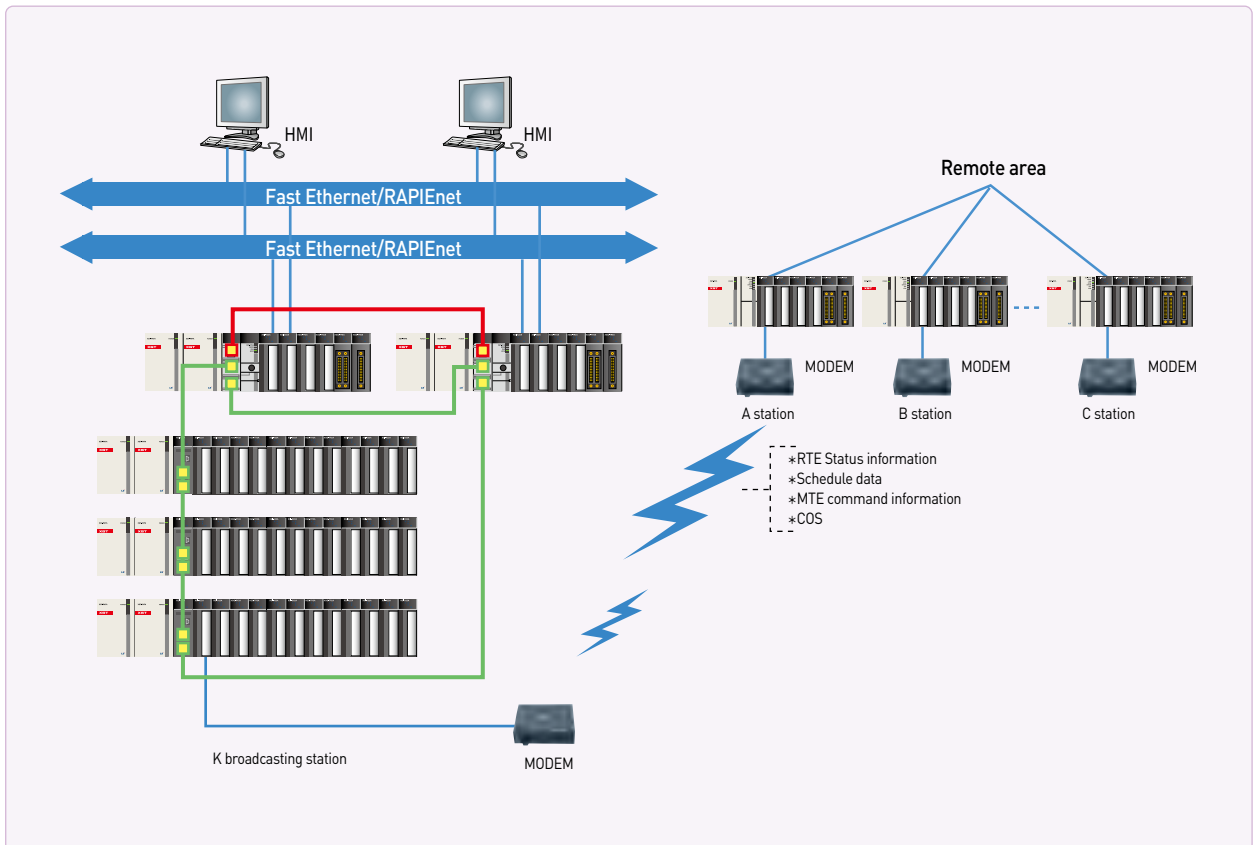 HMI
HMI
Fast Ethernet/RAPIEnet
Fast Ethernet/RAPIEnet
Remote area
MODEM
MODEM
MODEM
A station
B station
C station
*RTE Status information
*Schedule data
*MTE command information
*COS
K broadcasting station
MODEM